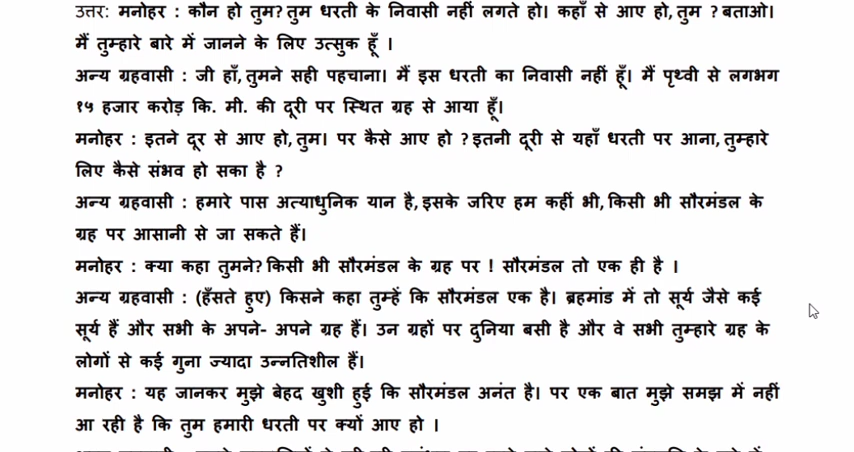 उत्तर: मनोहर : कौन हो तुम? तुम धरती के निवासी नहीं लगते हो। कहाँ से आए हो, तुम ? बताओ।
मैं तुम्हारे बारे में जानने के लिए उत्सुक हूँ ।
अन्य ग्रहवासी : जी हाँ, तुमने सही पहचाना। मैं इस धरती का निवासी नहीं हूँ। मैं पृथ्वी से लगभग
१५ हजार करोड़ कि. मी. की दूरी पर स्थित ग्रह से आया हूँ।
मनोहर : इतने दूर से आए हो, तुम। पर कैसे आए हो ? इतनी दूरी से यहाँ धरती पर आना, तुम्हारे
लिए कैसे संभव हो सका है ?
अन्य ग्रहवासी : हमारे पास अत्याधुनिक यान है, इसके जरिए हम कहीं भी, किसी भी सौरमंडल के
ग्रह पर आसानी से जा सकते हैं।
मनोहर : क्या कहा तुमने? किसी भी सौरमंडल के ग्रह पर ! सौरमंडल तो एक ही है ।
अन्य ग्रहवासी : (हँसते हुए) किसने कहा तुम्हें कि सौरमंडल एक है। ब्रहमांड में तो सूर्य जैसे कई
सूर्य हैं और सभी के अपने- अपने ग्रह हैं। उन ग्रहों पर दुनिया बसी है और वे सभी तुम्हारे ग्रह के
लोगों से कई गुना ज्यादा उन्नतिशील हैं।
मनोहर : यह जानकर मुझे बेहद खुशी हुई कि सौरमंडल अनंत है। पर एक बात मुझे समझ में नहीं
आ रही है कि तुम हमारी धरती पर क्यों आए हो ।